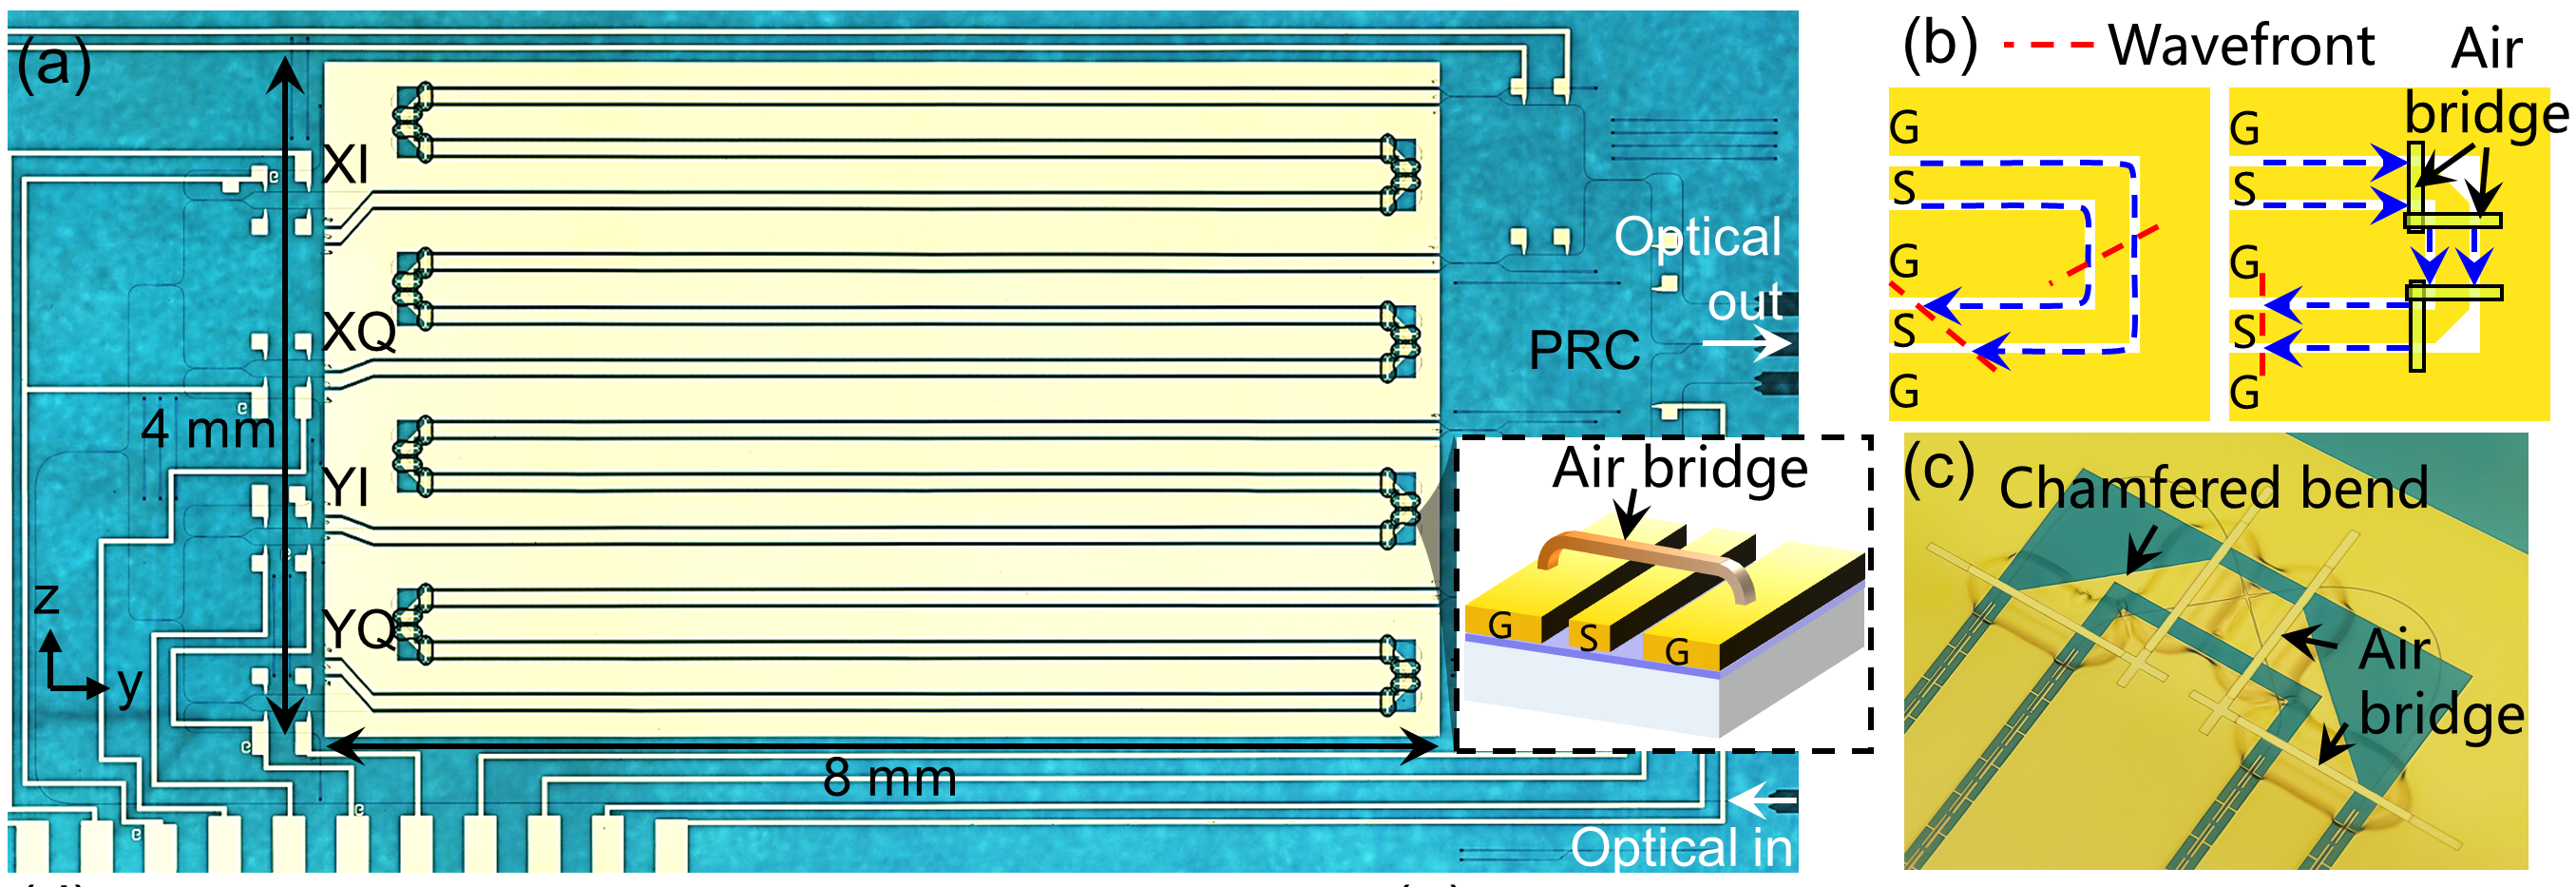 (a)
XI
XQ
YI
YQ
4 mm
8 mm
z
y
Optical
out
PRC
Optical in
Air bridge
G
S
G
(b) Wavefront Air
bridge
G
S
G
S
G
G
S
G
S
G
(c)
Chamfered bend
Air
bridge